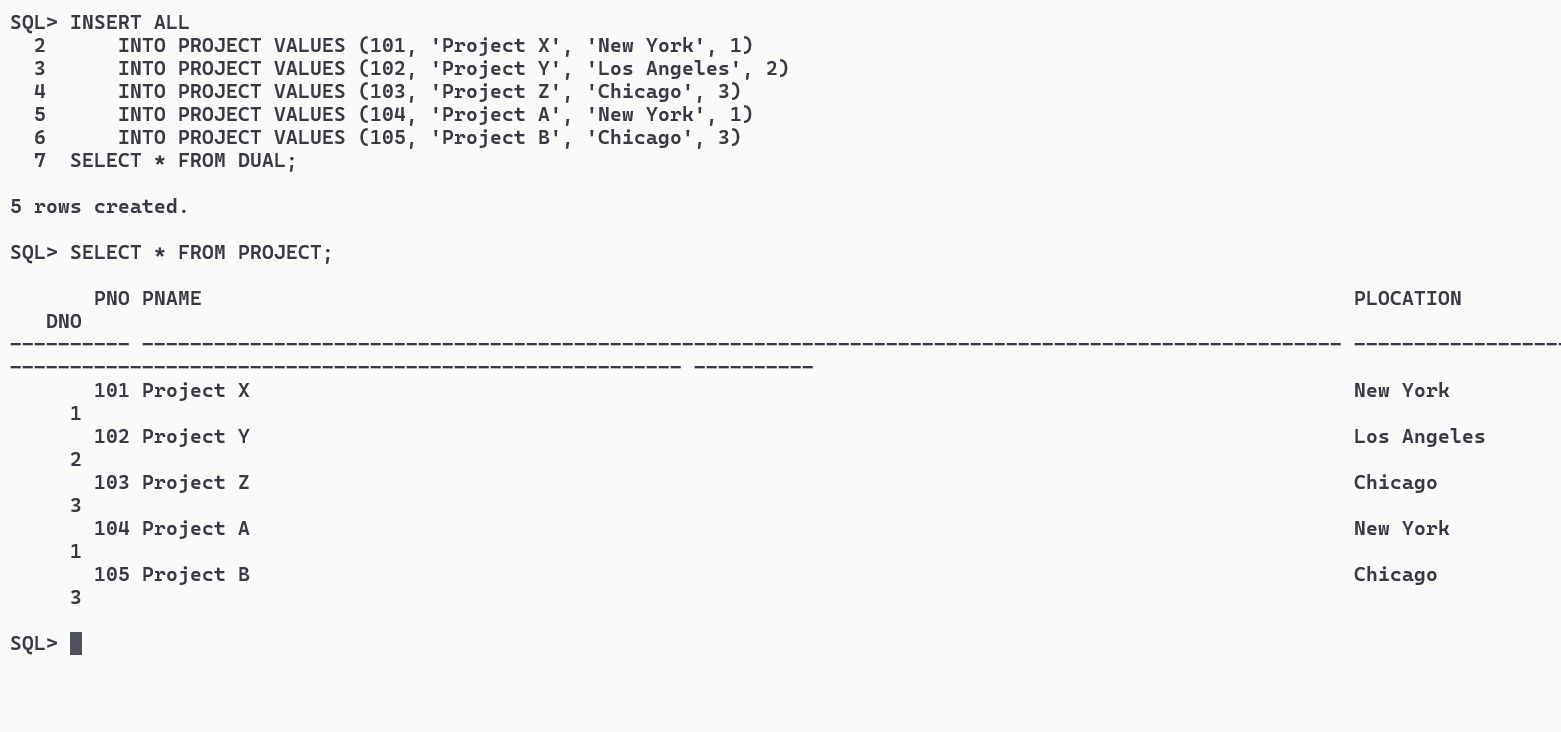 SQL> INSERT ALL
  2      INTO PROJECT VALUES (101, 'Project X', 'New York', 1)
  3      INTO PROJECT VALUES (102, 'Project Y', 'Los Angeles', 2)
  4      INTO PROJECT VALUES (103, 'Project Z', 'Chicago', 3)
  5      INTO PROJECT VALUES (104, 'Project A', 'New York', 1)
  6      INTO PROJECT VALUES (105, 'Project B', 'Chicago', 3)
  7  SELECT * FROM DUAL;

5 rows created.

SQL> SELECT * FROM PROJECT;

       PNO PNAME                                                                                                PLOCATION
   DNO
---------- ---------------------------------------------------------------------------------------------------- -----------------
-------------------------------------------------------- ----------
       101 Project X                                                                                            New York
     1
       102 Project Y                                                                                            Los Angeles
     2
       103 Project Z                                                                                            Chicago
     3
       104 Project A                                                                                            New York
     1
       105 Project B                                                                                            Chicago
     3

SQL>